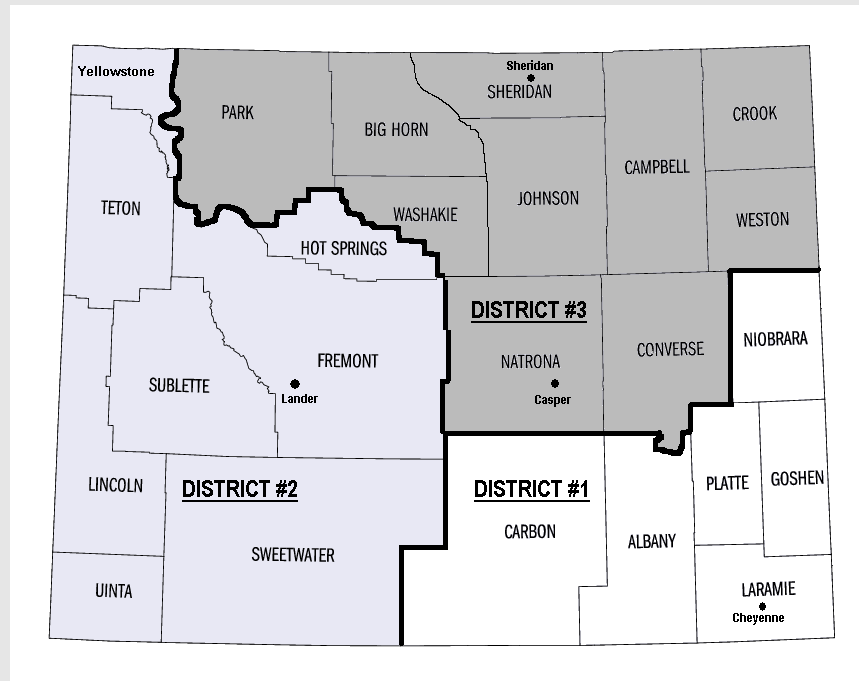 Yellowstone
Sheridan
SHERIDAN
PARK
BIG HORN
CROOK
CAMPBELL
TETON
JOHNSON
WASHAKIE
WESTON
HOT SPRINGS
DISTRICT #3
NIOBRARA
CONVERSE
NATRONA
FREMONT
SUBLETTE
Lander
Casper
LINCOLN
DISTRICT #2
DISTRICT #1
PLATTE
GOSHEN
CARBON
ALBANY
SWEETWATER
UINTA
LARAMIE
Cheyenne